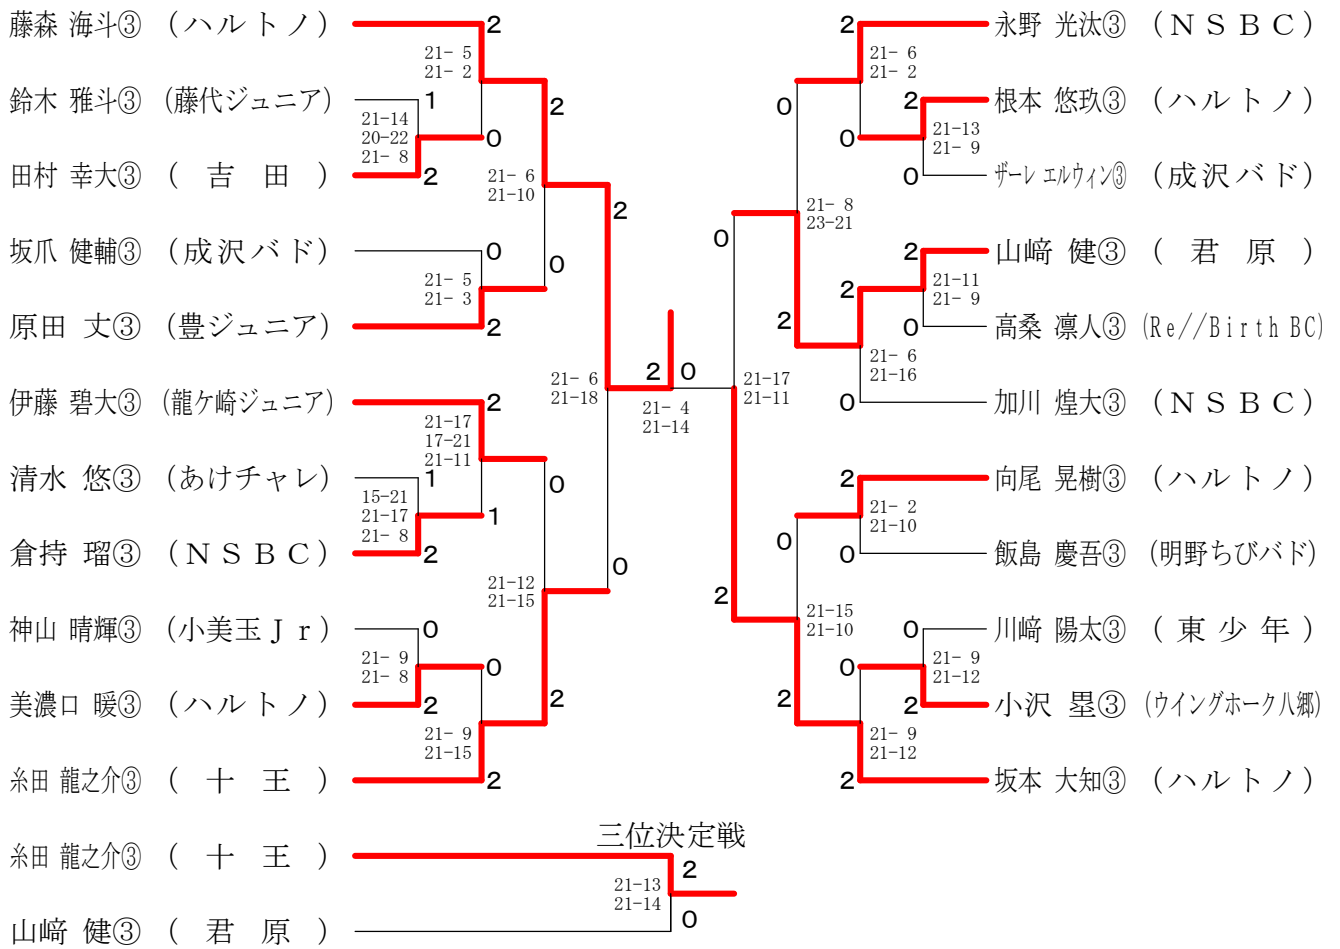 藤森 海斗③ (ハルトノ) 2
21- 5
21- 2
鈴木 雅斗③ (藤代ジュニア) 1
21-14
20-22
21- 8
0
田村 幸大③ (吉田) 2
2
21- 6
21-10
坂爪 健輔③ (成沢バド) 0
21- 5
21- 3
0
原田 丈③ (豊ジュニア) 2
2
21- 6
21-18
伊藤 碧大③ (龍ケ崎ジュニア) 2
21-17
17-21
21-11
清水 悠③ (あけチャレ) 1
15-21
21-17
21- 8
1
倉持 瑠③ (NSBC) 2
0
21-12
21-15
0
神山 晴輝③ (小美玉Jr) 0
21- 9
21- 8
0
美濃口 暖③ (ハルトノ) 2
21- 9
21-15
2
糸田 龍之介③ (十王) 2
2 0
21- 4
21-14
2 永野 光汰③ (NSBC)
21- 6
21- 2
0
2 根本 悠玖③ (ハルトノ)
21-13
21- 9
0
0 ザーレ エルウィン③ (成沢バド)
21- 8
23-21
0
2 山﨑 健③ (君原)
21-11
21- 9
2
0 高桑 凛人③ (Re//Birth BC)
2
21- 6
21-16
0 加川 煌大③ (NSBC)
21-17
21-11
2 向尾 晃樹③ (ハルトノ)
21- 2
21-10
0
0 飯島 慶吾③ (明野ちびバド)
2
21-15
21-10
0 川﨑 陽太③ (東少年)
21- 9
21-12
0
2 小沢 塁③ (ウイングホーク八郷)
2
21- 9
21-12
2 坂本 大知③ (ハルトノ)
三位決定戦
糸田 龍之介③ (十王)
2
21-13
21-14
0
山﨑 健③ (君原)